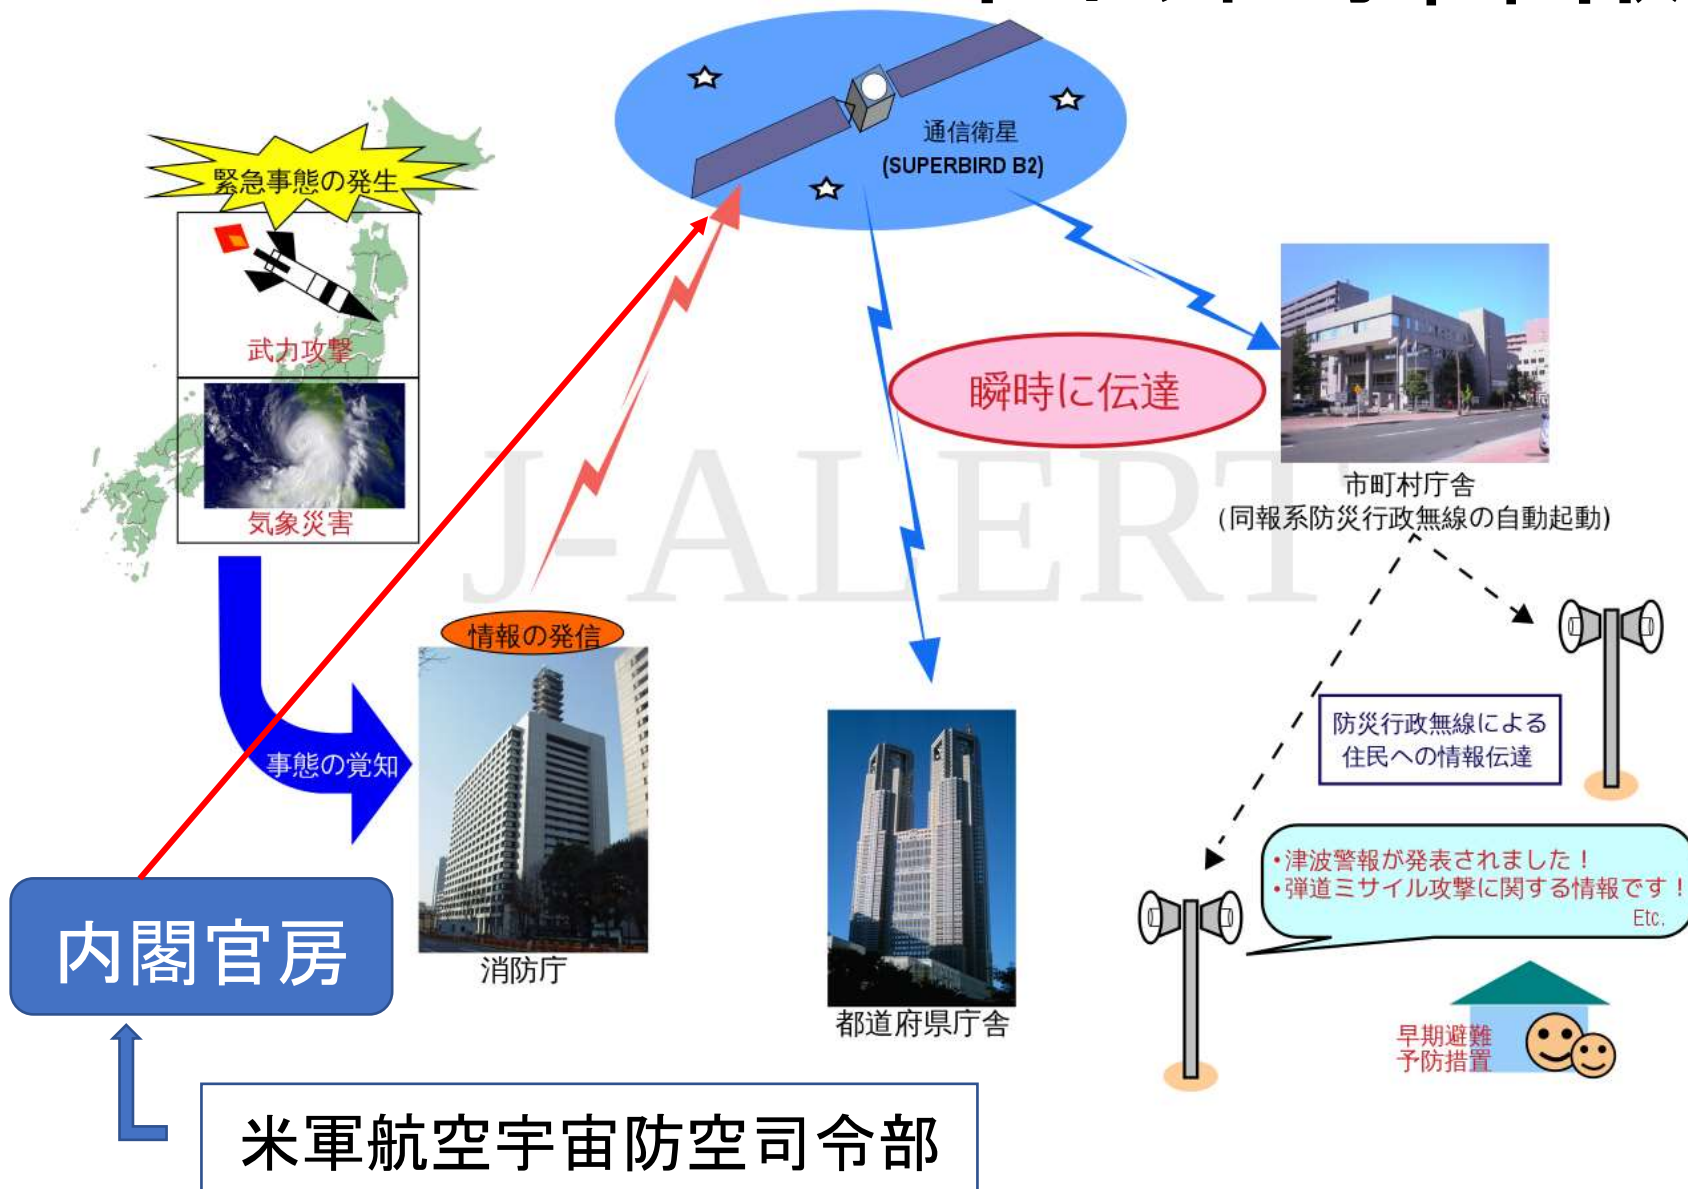 通信衛星
(SUPERBIRD B2)
緊急事態の発生
武力攻撃
気象災害
瞬時に伝達
J-ALERT
市町村庁舎
(同報系防災行政無線の自動起動)
情報の発信
事態の覚知
防災行政無線による
住民への情報伝達
・津波警報が発表されました！
・弾道ミサイル攻撃に関する情報です！
Etc,
内閣官房
消防庁
都道府県庁舎
早期避難
予防措置
米軍航空宇宙防空司令部